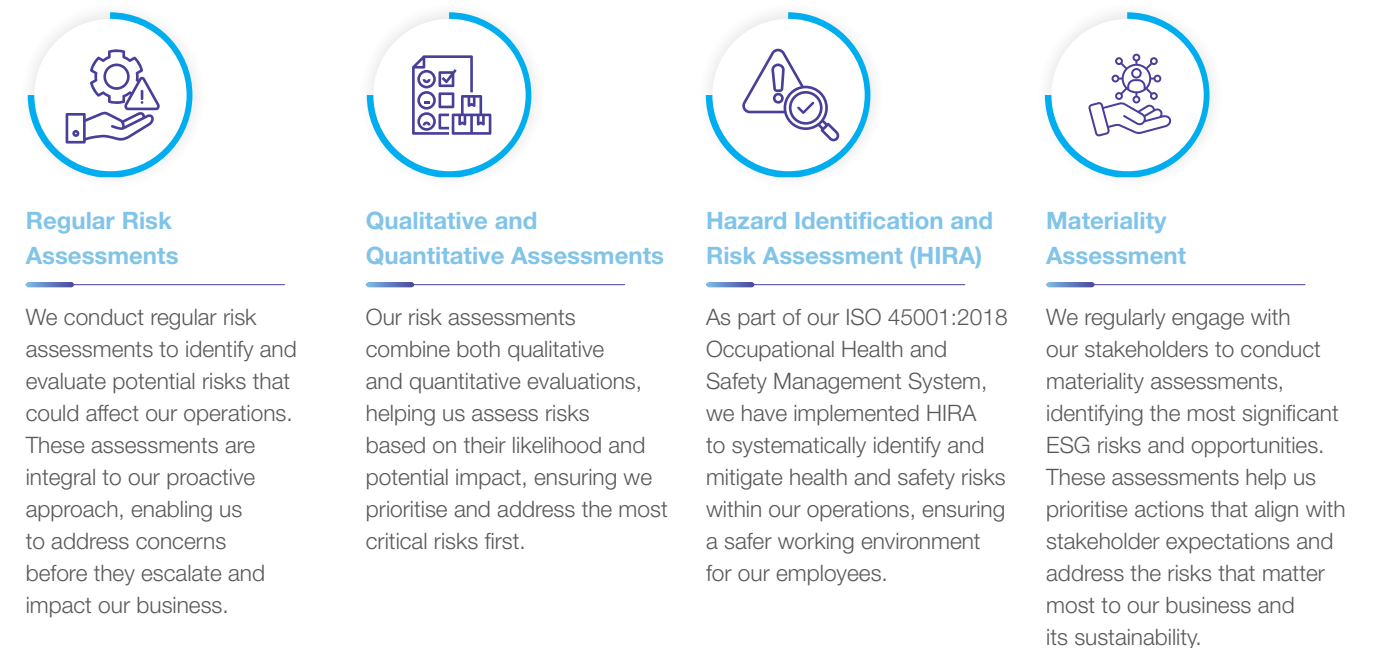 Regular Risk
Assessments
We conduct regular risk
assessments to identify and
evaluate potential risks that
could affect our operations.
These assessments are
integral to our proactive
approach, enabling us
to address concerns
before they escalate and
impact our business.
Qualitative and
Quantitative Assessments
Our risk assessments
combine both qualitative
and quantitative evaluations,
helping us assess risks
based on their likelihood and
potential impact, ensuring we
prioritise and address the most
critical risks first.
Hazard Identification and
Risk Assessment (HIRA)
As part of our ISO 45001:2018
Occupational Health and
Safety Management System,
we have implemented HIRA
to systematically identify and
mitigate health and safety risks
within our operations, ensuring
a safer working environment
for our employees.
Materiality
Assessment
We regularly engage with
our stakeholders to conduct
materiality assessments,
identifying the most significant
ESG risks and opportunities.
These assessments help us
prioritise actions that align with
stakeholder expectations and
address the risks that matter
most to our business and
its sustainability.